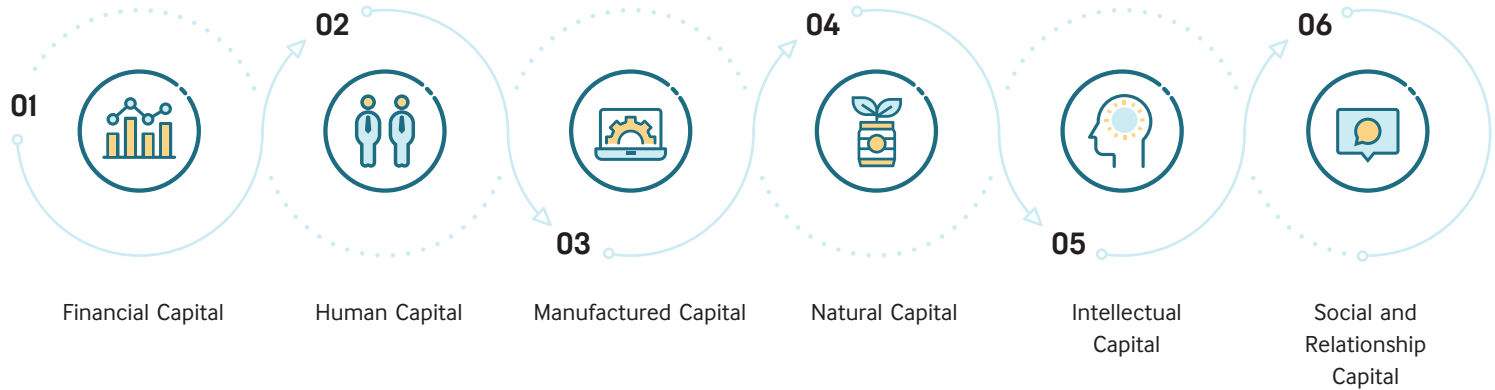 01
02
03
04
05
06
Financial Capital
Human Capital
Manufactured Capital
Natural Capital
Intellectual
Capital
Social and
Relationship
Capital